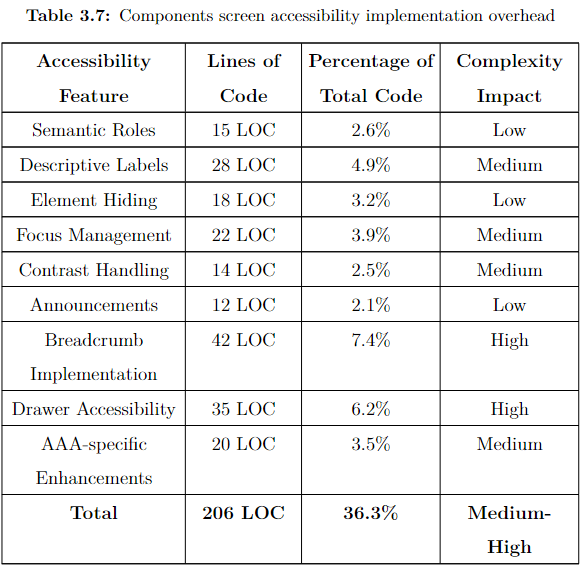 Table 3.7: Components screen accessibility implementation overhead
Accessibility Feature Lines of Code Percentage of Total Code Complexity Impact
Semantic Roles 15 LOC 2.6% Low
Descriptive Labels 28 LOC 4.9% Medium
Element Hiding 18 LOC 3.2% Low
Focus Management 22 LOC 3.9% Medium
Contrast Handling 14 LOC 2.5% Medium
Announcements 12 LOC 2.1% Low
Breadcrumb Implementation 42 LOC 7.4% High
Drawer Accessibility 35 LOC 6.2% High
AAA-specific Enhancements 20 LOC 3.5% Medium
Total 206 LOC 36.3% Medium-High